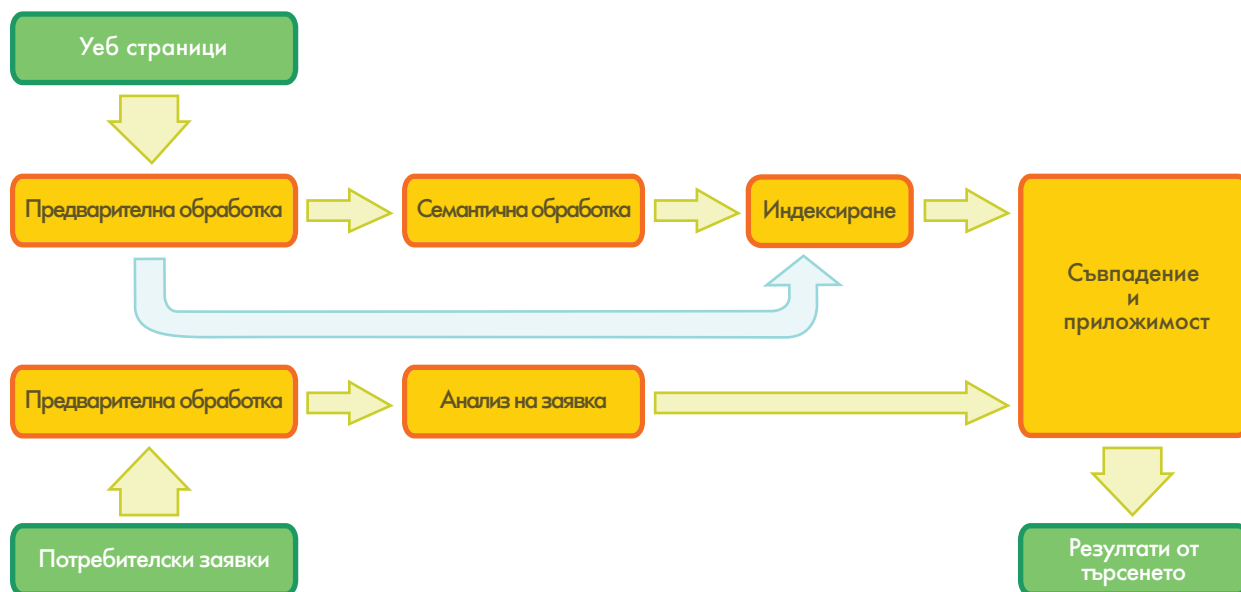 Уеб страници
Предварителна обработка
Семантична обработка
Индексиране
Съвпадение
и
приложимост
Предварителна обработка
Анализ на заявка
Потребителски заявки
Резултати от
търсенето